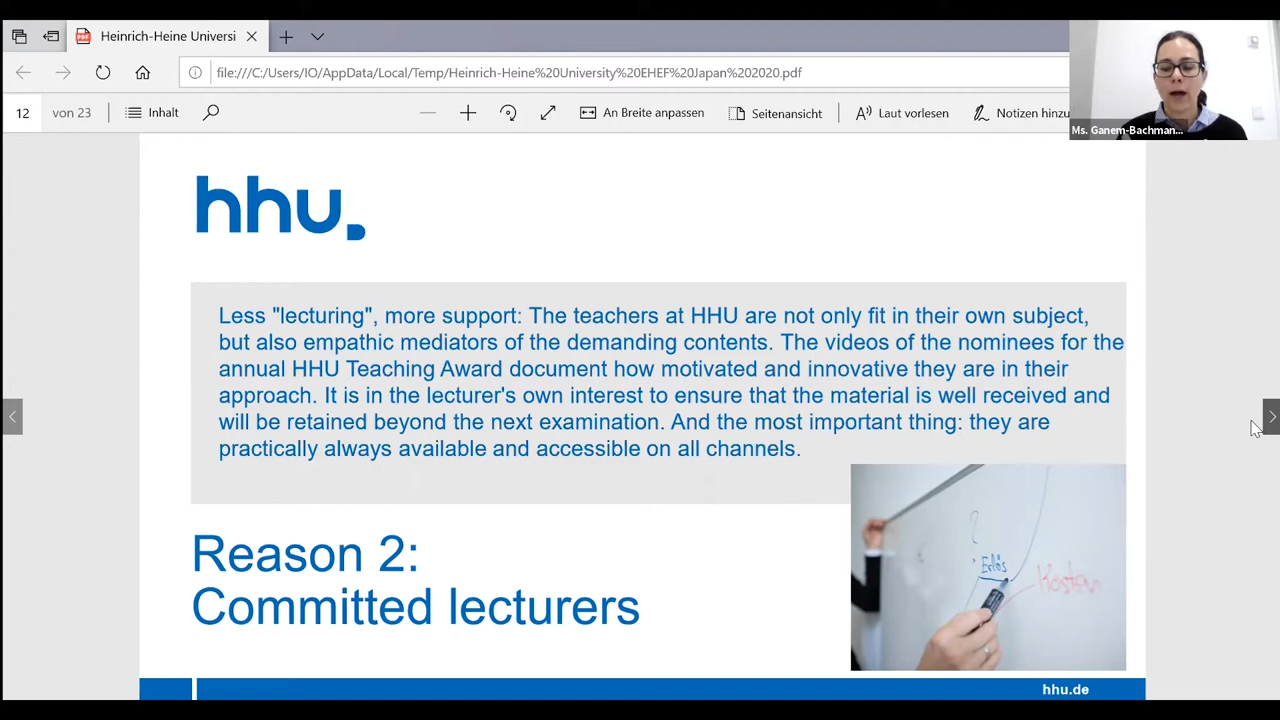 Heinrich-Heine Universi
file:///C:/Users/IO/AppData/Local/Temp/Heinrich-Heine%20University%20EHEF%20Japan%202020.pdf
12 von 23 Inhalt An Breite anpassen Seitenansicht Laut vorlesen Notizen hinzu
Ms. Ganem-Bachman...
hhu.
Less "lecturing", more support: The teachers at HHU are not only fit in their own subject,
but also empathic mediators of the demanding contents. The videos of the nominees for the
annual HHU Teaching Award document how motivated and innovative they are in their
approach. It is in the lecturer's own interest to ensure that the material is well received and
will be retained beyond the next examination. And the most important thing: they are
practically always available and accessible on all channels.
Erlös
Kosten
Reason 2:
Committed lecturers
hhu.de